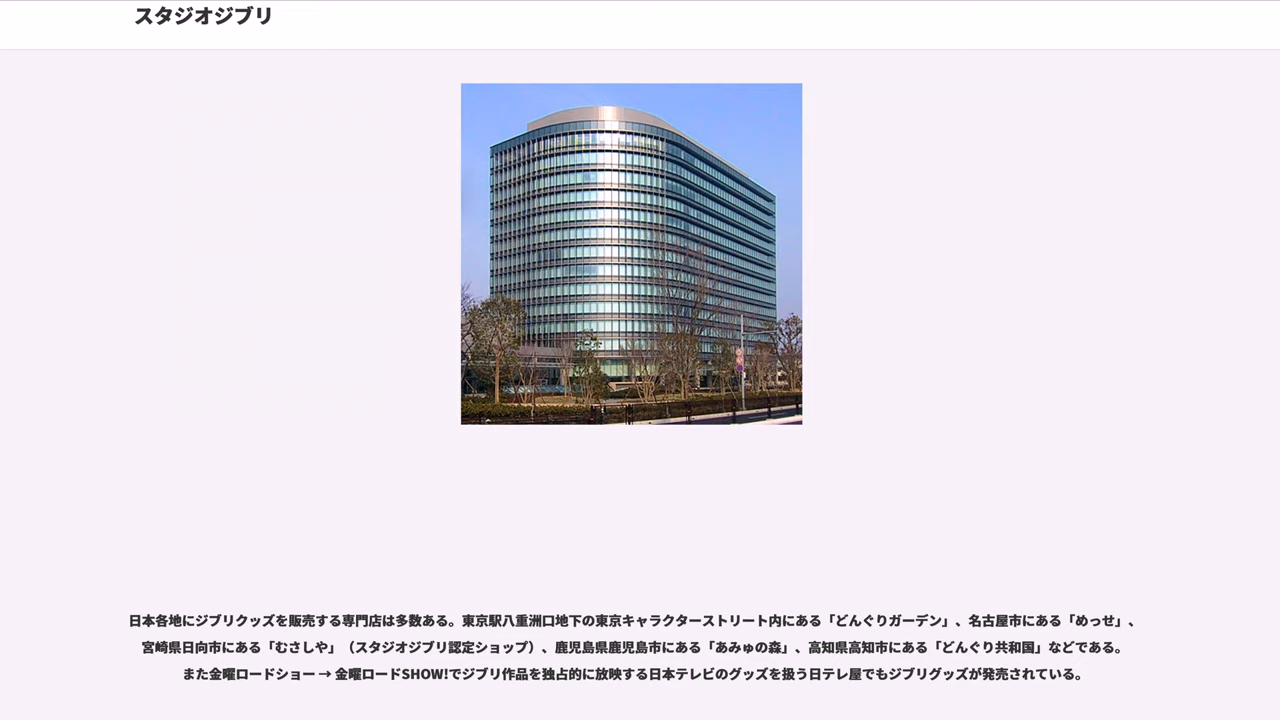 スタジオジブリ
日本各地にジブリクッズを販売する専門店は多数ある。東京駅八重洲口地下の東京キャラクターストリート内にある「どんぐりガーデン」、名古屋市にある「めっせ」、
宮崎県日向市にある「むさしや」（スタジオジブリ認定ショップ）、鹿児島県鹿児島市にある「あみゅの森」、高知県高知市にある「どんぐり共和国」などである。
また金曜ロードショー → 金曜ロードSHOW!でジブリ作品を独占的に放映する日本テレビのグッズを扱う日テレ屋でもジブリグッズが発売されている。